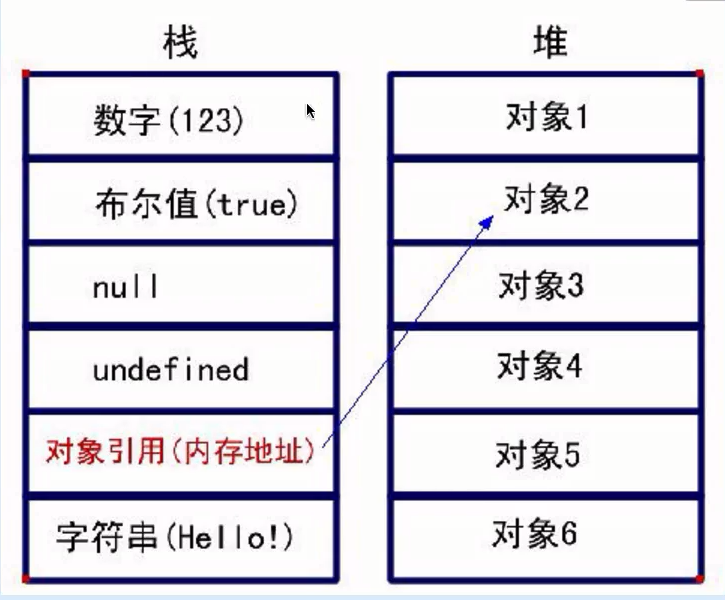 栈
数字(123)
布尔值(true)
null
undefined
对象引用(内存地址)
字符串(Hello!)
堆
对象1
对象2
对象3
对象4
对象5
对象6